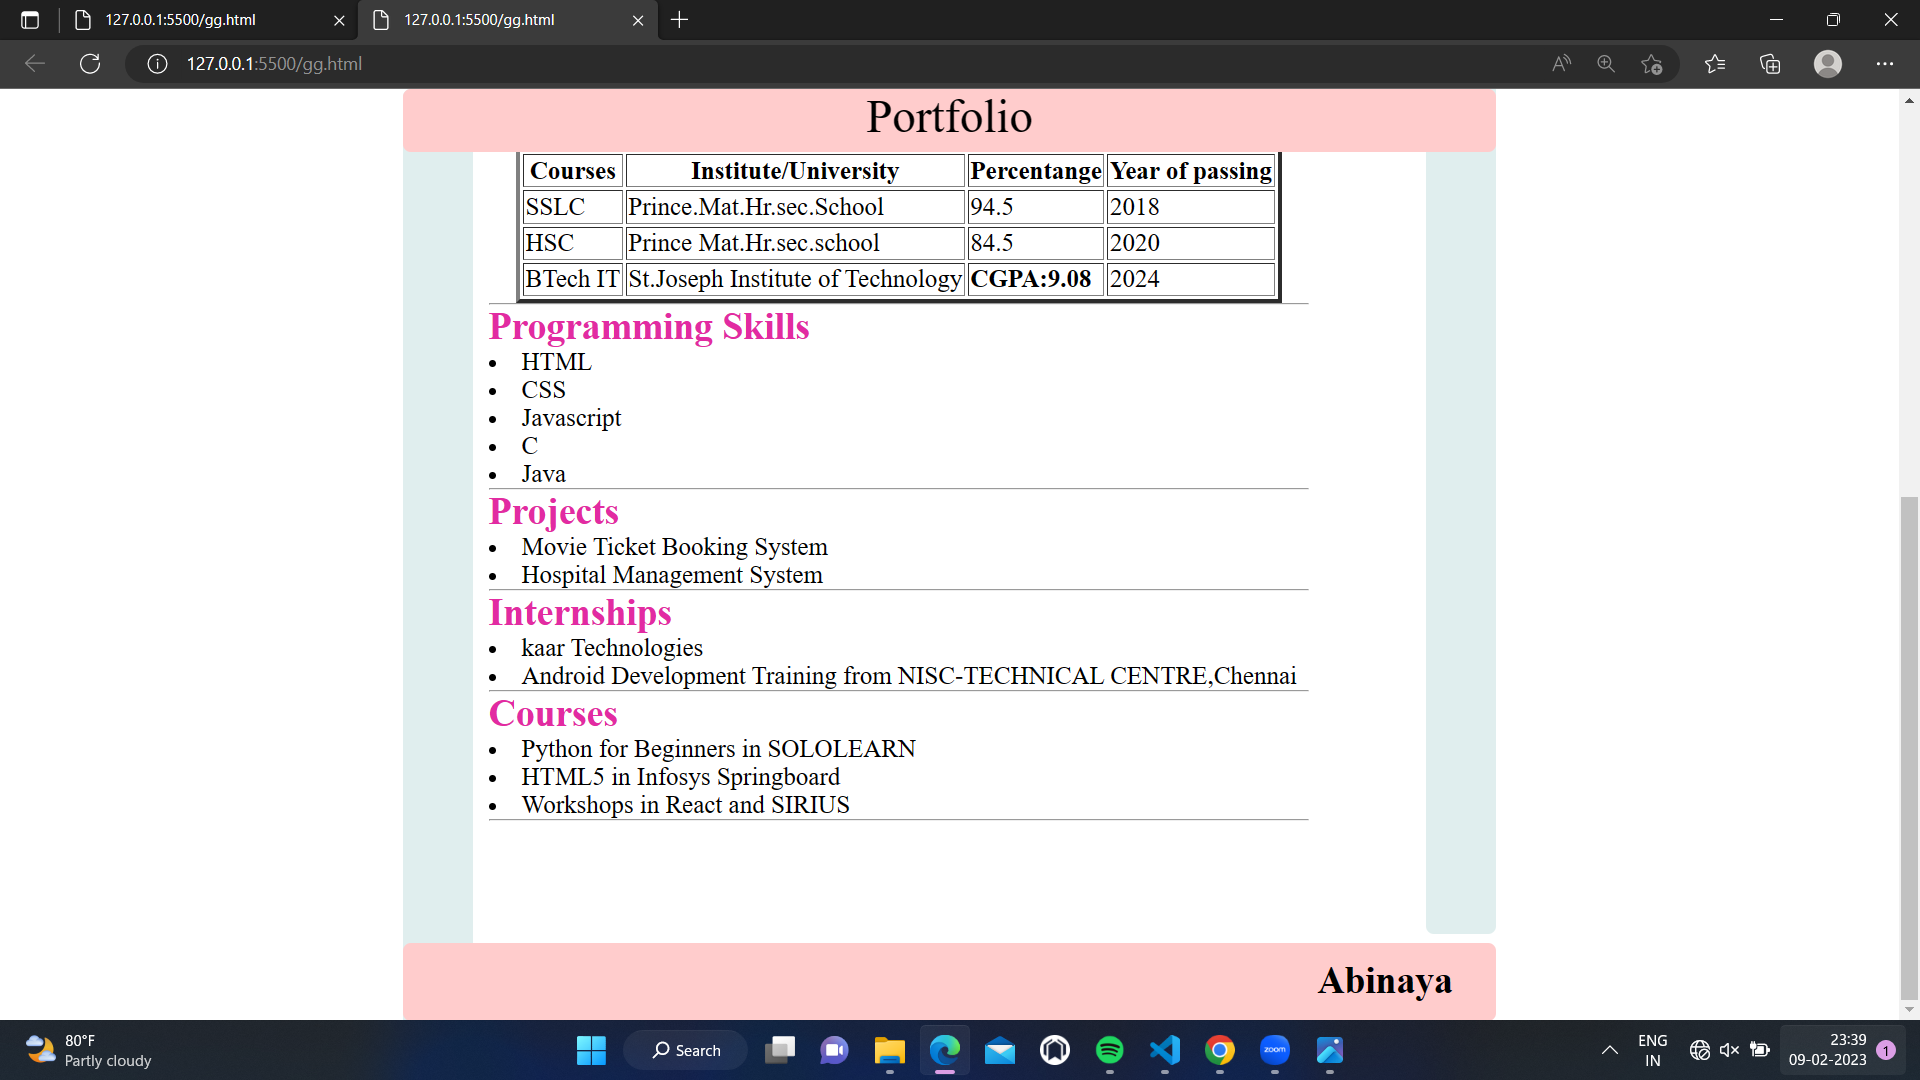 127.0.0.1:5500/gg.html
127.0.0.1:5500/gg.html
127.0.0.1:5500/gg.html
Portfolio
Courses Institute/University Percentange Year of passing
SSLC Prince.Mat.Hr.sec.School 94.5 2018
HSC Prince Mat.Hr.sec.school 84.5 2020
BTech IT St.Joseph Institute of Technology CGPA:9.08 2024
Programming Skills
• HTML
• CSS
• Javascript
• C
• Java
Projects
• Movie Ticket Booking System
• Hospital Management System
Internships
• kaar Technologies
• Android Development Training from NISC-TECHNICAL CENTRE,Chennai
Courses
• Python for Beginners in SOLOLEARN
• HTML5 in Infosys Springboard
• Workshops in React and SIRIUS
Abinaya
80°F
Partly cloudy
Search
zoom
ENG
IN
23:39
09-02-2023
1